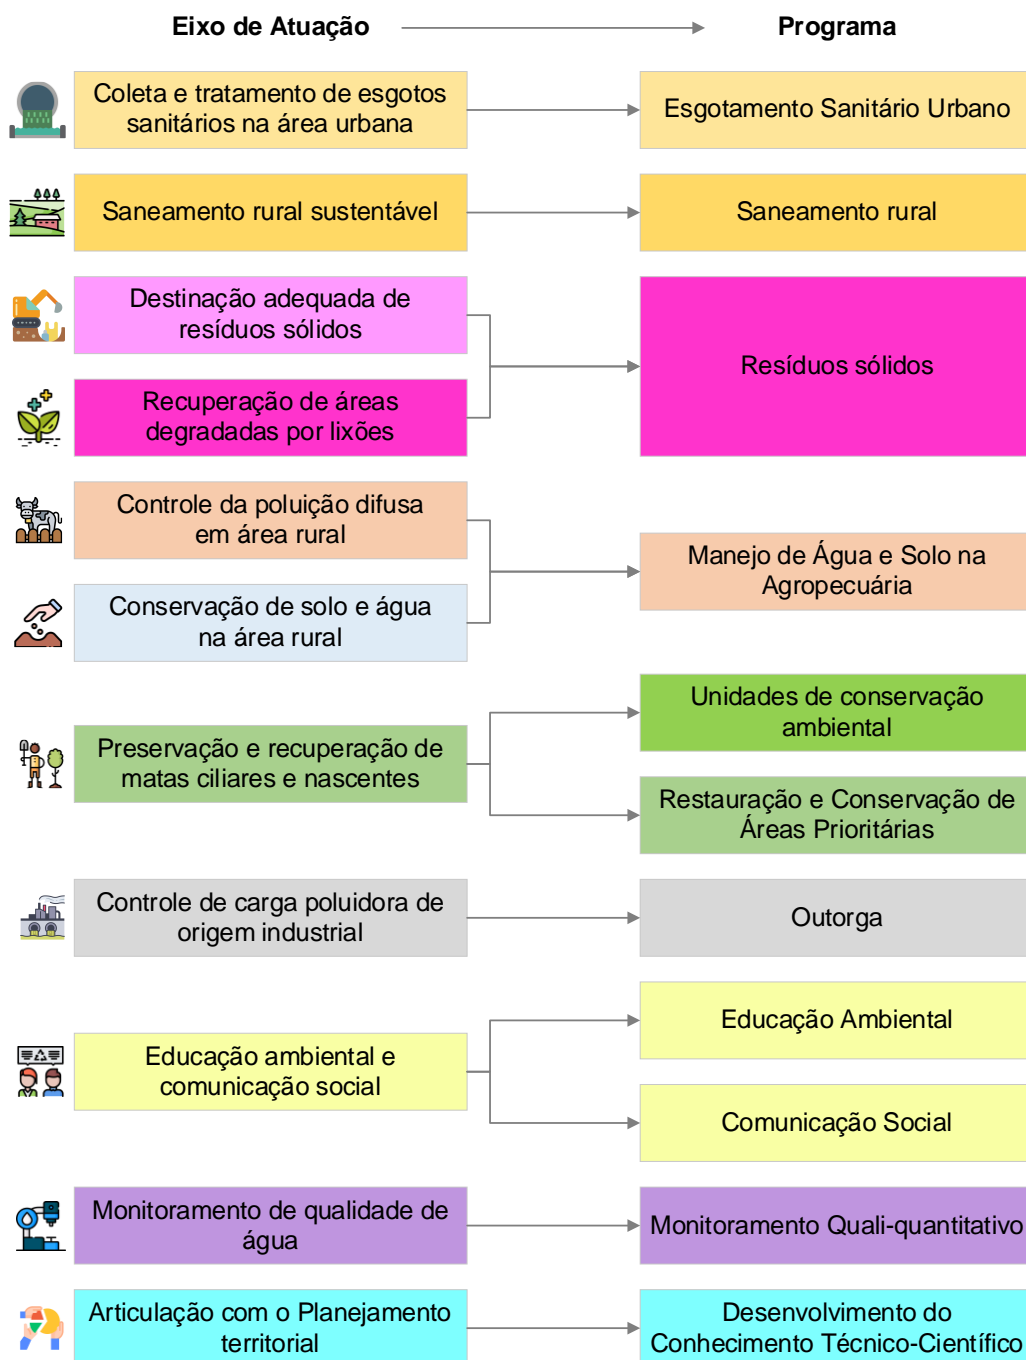 Eixo de Atuação
Programa
Coleta e tratamento de esgotos
sanitários na área urbana
Esgotamento Sanitário Urbano
Saneamento rural sustentável
Saneamento rural
Destinação adequada de
resíduos sólidos
Recuperação de áreas
degradadas por lixões
Resíduos sólidos
Controle da poluição difusa
em área rural
Conservação de solo e água
na área rural
Manejo de Água e Solo na
Agropecuária
Preservação e recuperação de
matas ciliares e nascentes
Unidades de conservação
ambiental
Restauração e Conservação de
Áreas Prioritárias
Controle de carga poluidora de
origem industrial
Outorga
Educação ambiental e
comunicação social
Educação Ambiental
Comunicação Social
Monitoramento de qualidade de
água
Monitoramento Quali-quantitativo
Articulação com o Planejamento
territorial
Desenvolvimento do
Conhecimento Técnico-Científico